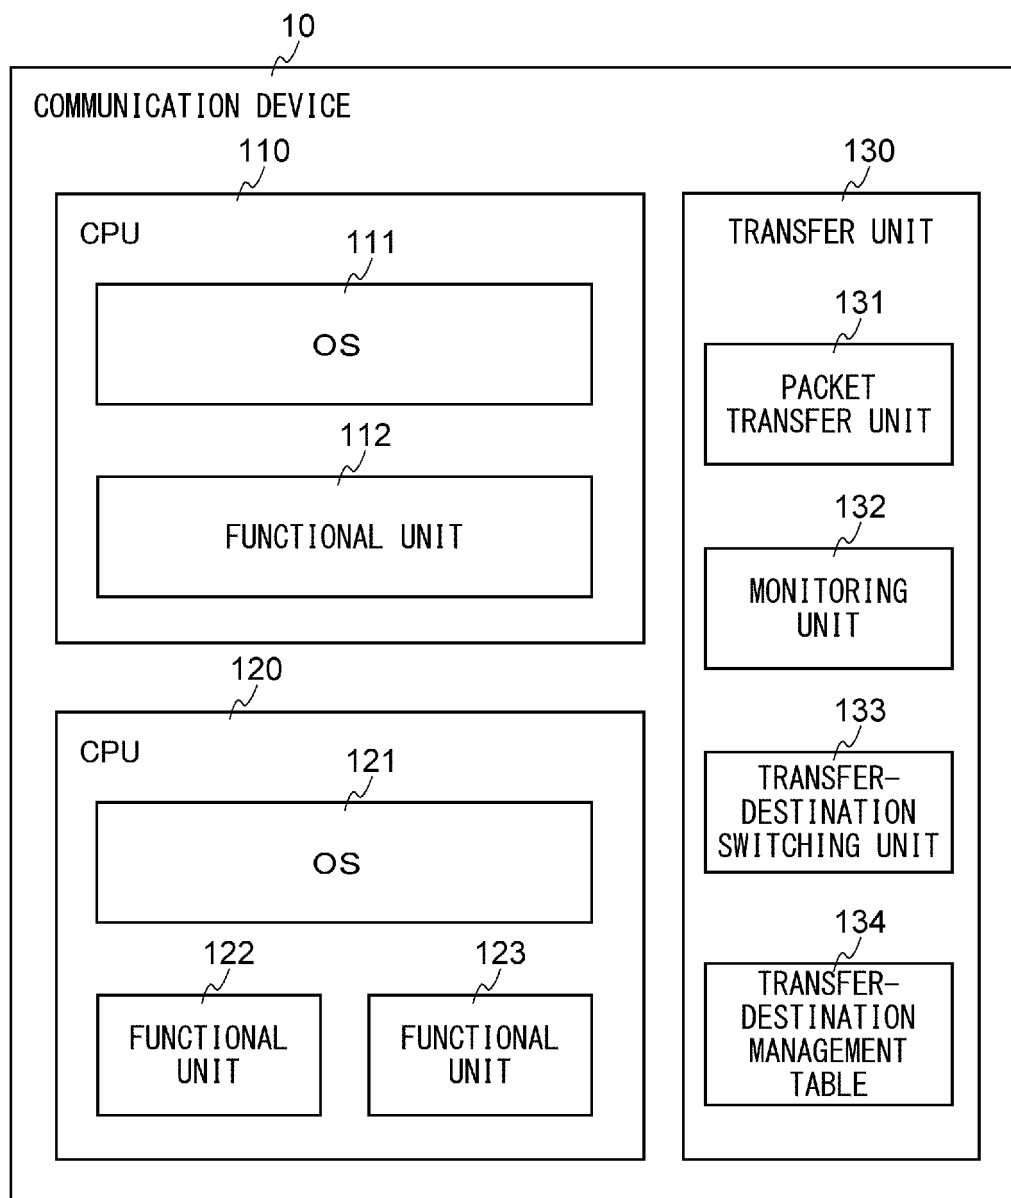 10
COMMUNICATION DEVICE
110
CPU
111
OS
112
FUNCTIONAL UNIT
120
CPU
121
OS
122
FUNCTIONAL
UNIT
123
FUNCTIONAL
UNIT
130
TRANSFER UNIT
131
PACKET
TRANSFER UNIT
132
MONITORING
UNIT
133
TRANSFER-
DESTINATION
SWITCHING UNIT
134
TRANSFER-
DESTINATION
MANAGEMENT
TABLE